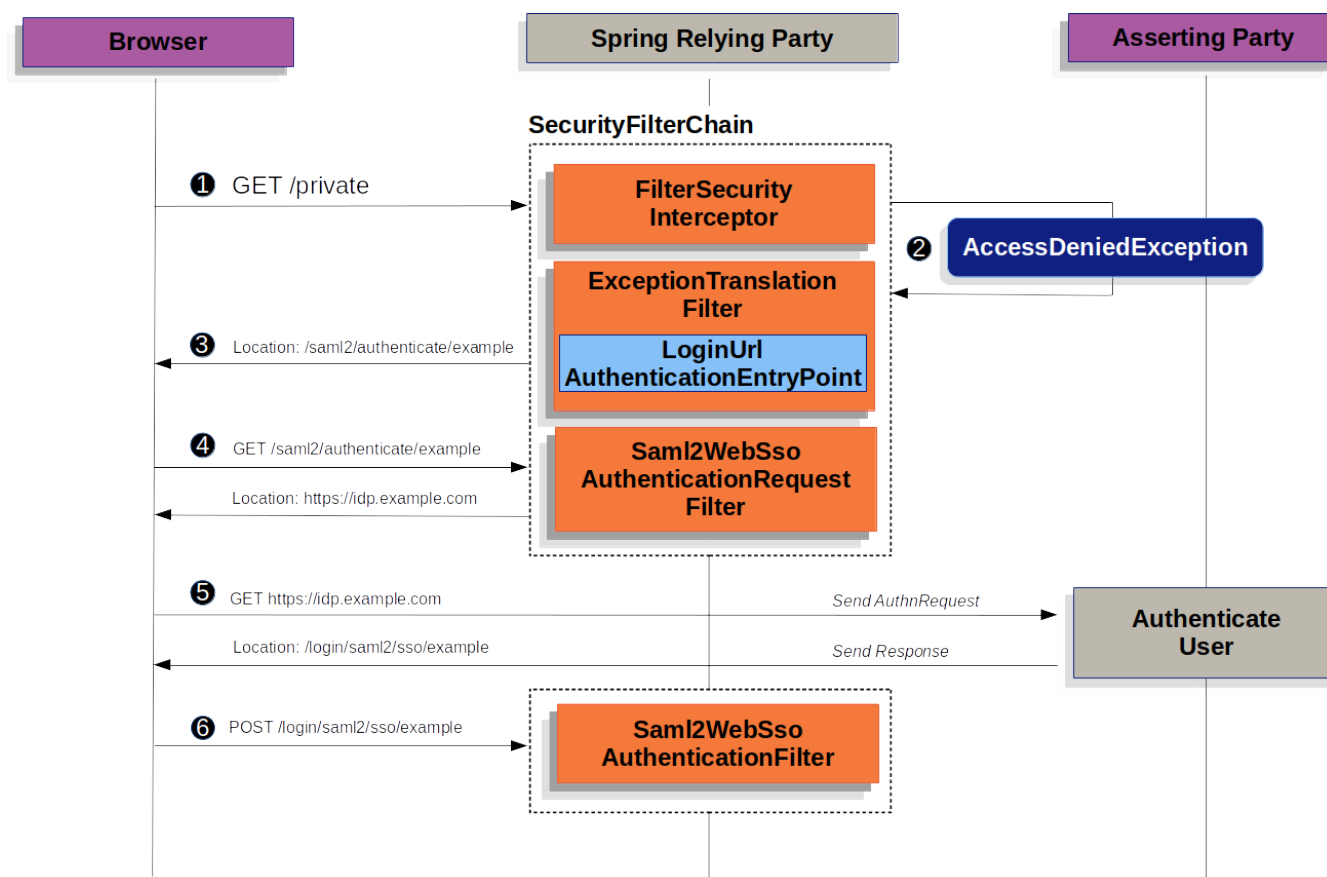 Browser
Spring Relying Party
Asserting Party
SecurityFilterChain
❶ GET /private
FilterSecurity
Interceptor
❷ AccessDeniedException
ExceptionTranslation
Filter
LoginUrl
AuthenticationEntryPoint
❸ Location: /saml2/authenticate/example
❹ GET /saml2/authenticate/example
Saml2WebSso
AuthenticationRequest
Filter
Location: https://idp.example.com
❺ GET https://idp.example.com
Send AuthnRequest
Authenticate
User
Location: /login/saml2/sso/example
Send Response
❻ POST /login/saml2/sso/example
Saml2WebSso
AuthenticationFilter